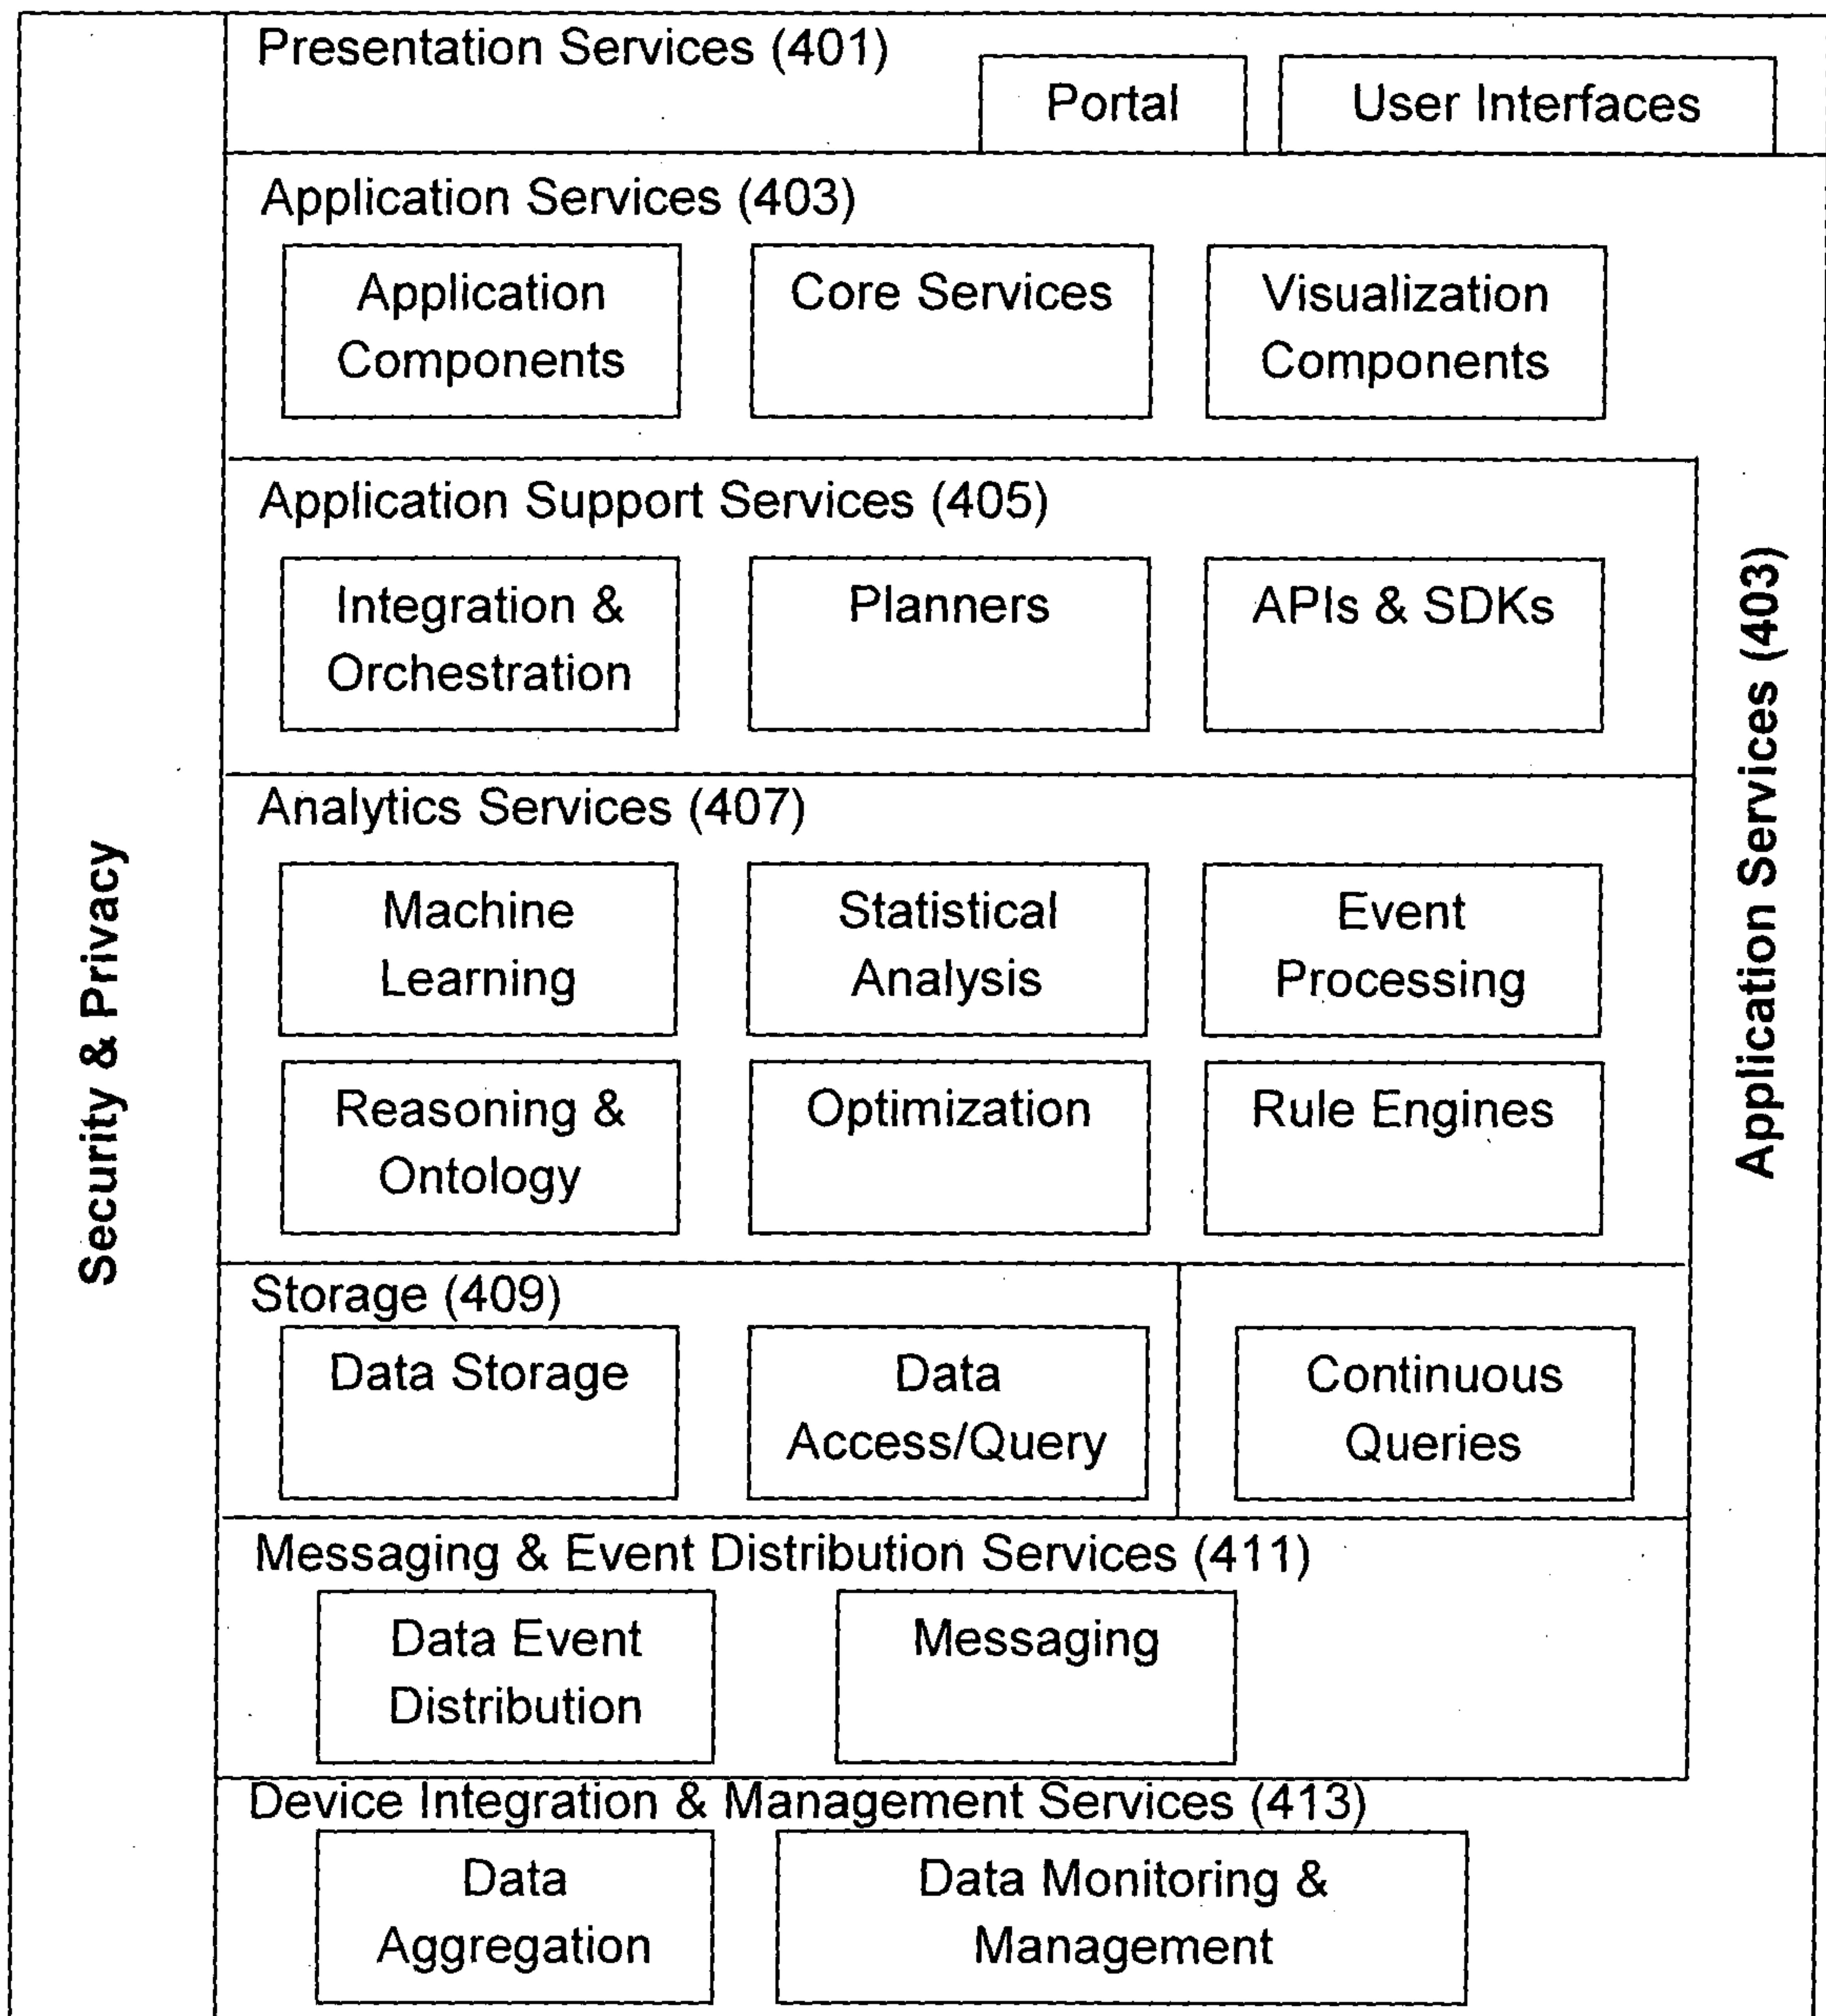 Presentation Services (401)
Portal
User Interfaces
Application Services (403)
Application
Components
Core Services
Visualization
Components
Application Support Services (405)
Integration &
Orchestration
Planners
APIs & SDKs
Analytics Services (407)
Machine
Learning
Statistical
Analysis
Event
Processing
Reasoning &
Ontology
Optimization
Rule Engines
Storage (409)
Data Storage
Data
Access/Query
Continuous
Queries
Messaging & Event Distribution Services (411)
Data Event
Distribution
Messaging
Device Integration & Management Services (413)
Data
Aggregation
Data Monitoring &
Management
Security & Privacy
Application Services (403)